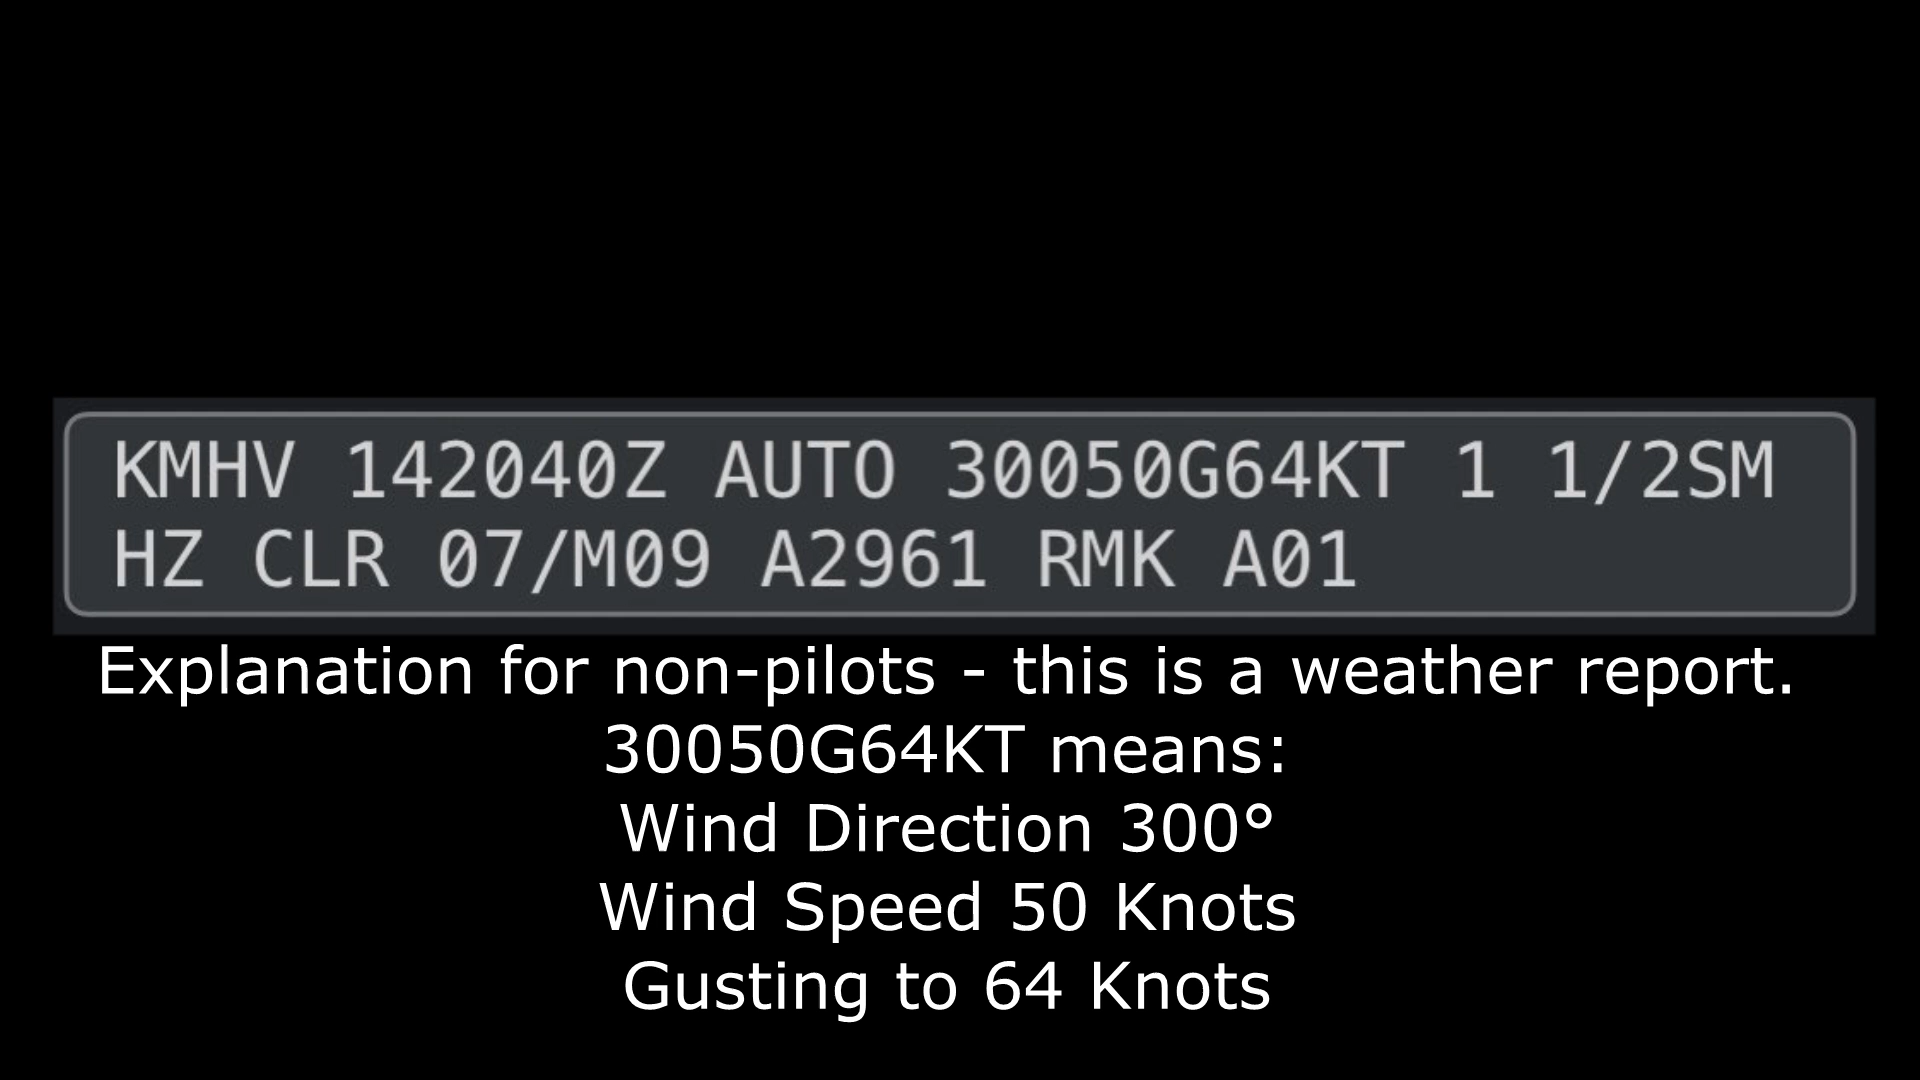 KMHV 142040Z AUTO 30050G64KT 1 1/2SM
HZ CLR 07/M09 A2961 RMK A01
Explanation for non-pilots - this is a weather report.
30050G64KT means:
Wind Direction 300°
Wind Speed 50 Knots
Gusting to 64 Knots